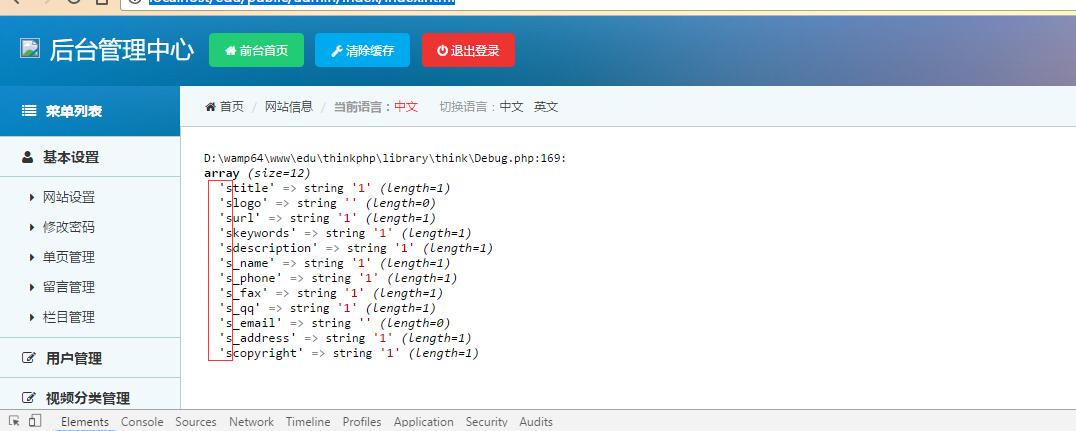 localhost/edu/public/admin/index/index.html
后台管理中心 前台首页 清除缓存 退出登录
菜单列表
首页 / 网站信息 / 当前语言：中文 切换语言：中文 英文
基本设置
网站设置
修改密码
单页管理
留言管理
栏目管理
用户管理
视频分类管理
D:\wamp64\www\edu\thinkphp\library\think\Debug.php:169:
array (size=12)
'stitle' => string '1' (length=1)
'slogo' => string '' (length=0)
'surl' => string '1' (length=1)
'skeywords' => string '1' (length=1)
'sdescription' => string '1' (length=1)
's_name' => string '1' (length=1)
's_phone' => string '1' (length=1)
's_fax' => string '1' (length=1)
's_qq' => string '1' (length=1)
's_email' => string '' (length=0)
's_address' => string '1' (length=1)
'scopyright' => string '1' (length=1)
Elements Console Sources Network Timeline Profiles Application Security Audits